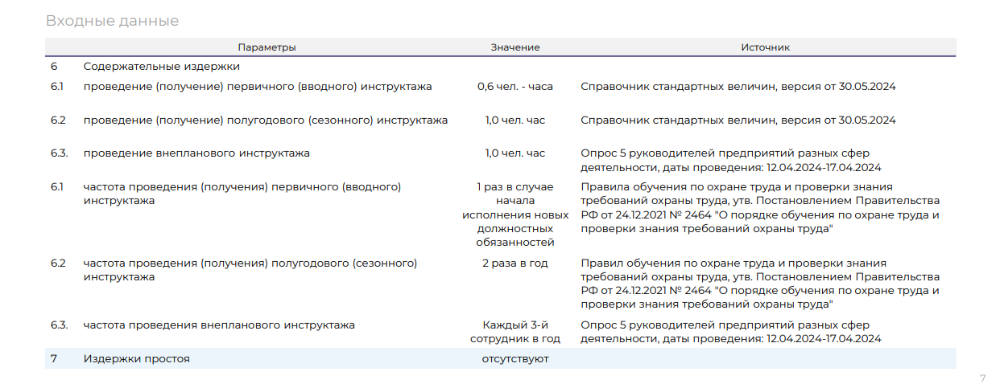 Входные данные
Параметры Значение Источник
6 Содержательные издержки
6.1 проведение (получение) первичного (вводного) инструктажа 0,6 чел. - часа Справочник стандартных величин, версия от 30.05.2024
6.2 проведение (получение) полугодового (сезонного) инструктажа 1,0 чел. час Справочник стандартных величин, версия от 30.05.2024
6.3. проведение внепланового инструктажа 1,0 чел. час Опрос 5 руководителей предприятий разных сфер
деятельности, даты проведения: 12.04.2024-17.04.2024
6.1 частота проведения (получения) первичного (вводного) 1 раз в случае Правила обучения по охране труда и проверки знания
инструктажа начала требований охраны труда, утв. Постановлением Правительства
исполнения новых РФ от 24.12.2021 № 2464 "О порядке обучения по охране труда и
должностных проверки знания требований охраны труда"
обязанностей
6.2 частота проведения (получения) полугодового (сезонного) 2 раза в год Правил обучения по охране труда и проверки знания
инструктажа требований охраны труда, утв. Постановлением Правительства
РФ от 24.12.2021 № 2464 "О порядке обучения по охране труда и
проверки знания требований охраны труда"
6.3. частота проведения внепланового инструктажа Каждый 3-й Опрос 5 руководителей предприятий разных сфер
сотрудник в год деятельности, даты проведения: 12.04.2024-17.04.2024
7 Издержки простоя отсутствуют
7